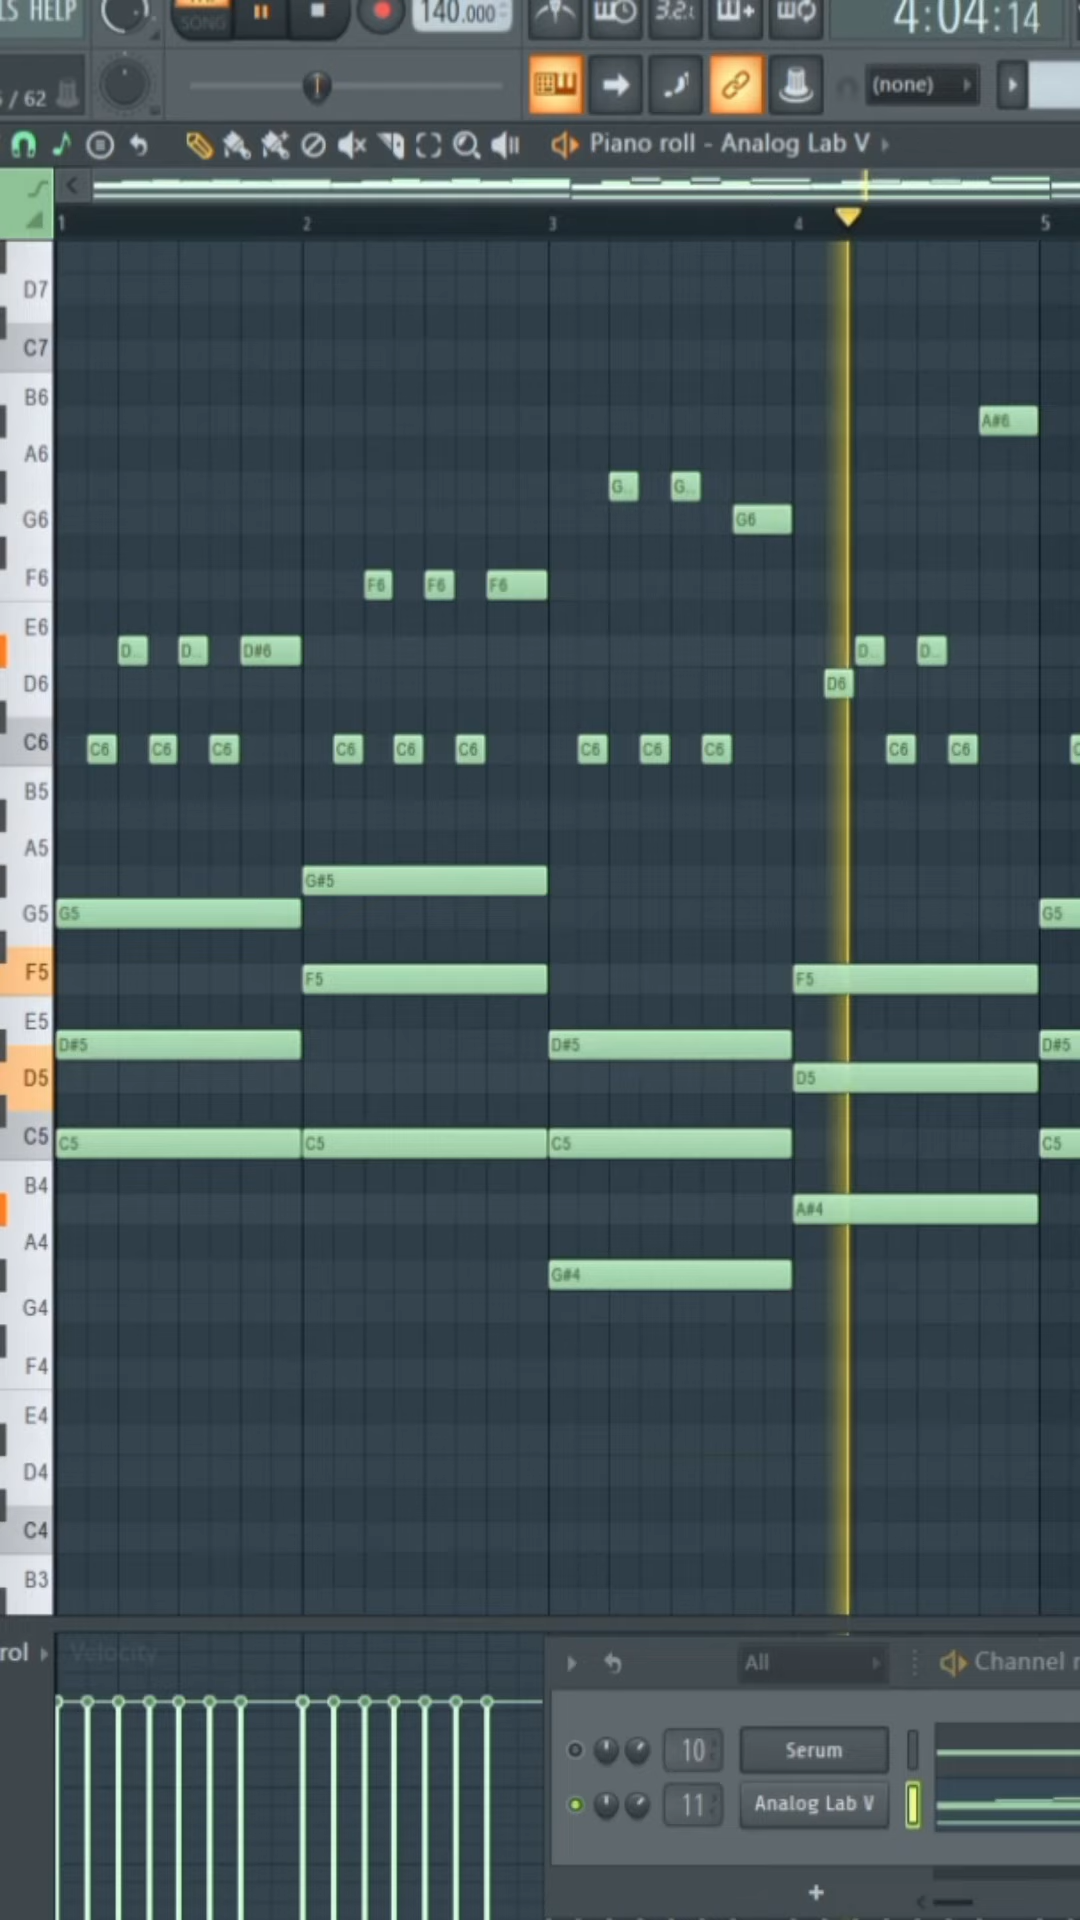 LS HELP
SONG
140.000
3.2.
4:04:14
/ 62
(none)
Piano roll - Analog Lab V
1 2 3 4 5
D7
C7
B6
A#6
A6
G.. G..
G6 G6
F6 F6 F6 F6
E6
D.. D.. D#6 D.. D..
D6 D6
C6 C6 C6 C6 C6 C6 C6 C6 C6 C6 C6 C6
B5
A5
G#5
G5 G5 G5
F5 F5 F5
E5
D#5 D#5 D#5
D5 D5
C5 C5 C5 C5 C5
B4
A#4
A4
G#4
G4
F4
E4
D4
C4
B3
rol Velocity
All Channel r
10 Serum
11 Analog Lab V
+